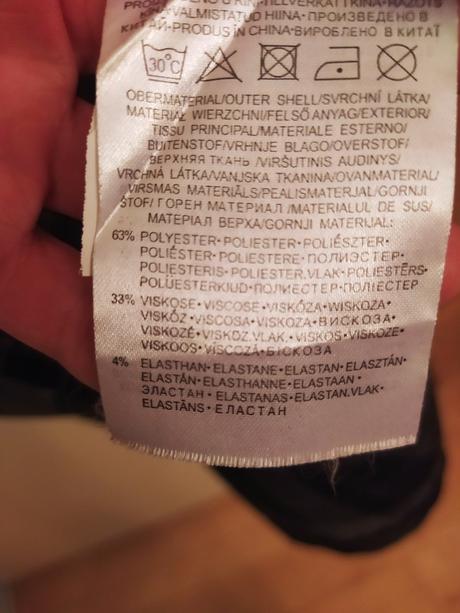 KIINA•VALMISTATUD HIINA•ПРОИЗВЕДЕНО В
КИТАЙ•PRODUS ÎN CHINA•ВИРОБЛЕНО В КИТАЇ
30°C
OBERMATERIAL/OUTER SHELL/SVRCHNÍ LÁTKA/
MATERIAŁ WIERZCHNI/FELSŐ ANYAG/EXTERIOR/
TISSU PRINCIPAL/MATERIALE ESTERNO/
BUITENSTOF/VRHNJE BLAGO/OVERSTOF/
ВЕРХНЯЯ ТКАНЬ/VIRŠUTINIS AUDINYS/
VRCHNÁ LÁTKA/VANJSKA TKANINA/OVANMATERIAL/
VIRSMAS MATERIĀLS/PEALISMATERJAL/GORNJI
ŠTOF/ГОРЕН МАТЕРИАЛ/MATERIALUL DE SUS/
МАТЕРІАЛ ВЕРХА/GORNJI MATERIJAL:
63% POLYESTER•POLIESTER•POLIÉSZTER•
POLIÉSTER•POLIESTERE•ПОЛИЭСТЕР•
POLIESTERIS•POLIESTER.VLAK•POLIESTĒRS•
POLÜESTERKIUD•ПОЛИЕСТЕР•ПОЛІЕСТЕР
33% VISKOSE•VISCOSE•VISKÓZA•WISKOZA•
VISKÓZ•VISCOSA•VISKOZA•ВИСКОЗА•
VISKOZĖ•VISKOZ.VLAK.•VISKOS•VISKOZE•
VISKOOS•VISCOZĂ•ВІСКОЗА
4% ELASTHAN•ELASTANE•ELASTAN•ELASZTÁN•
ELASTÁN•ELASTHANNE•ELASTAAN•
ЭЛАСТАН•ELASTANAS•ELASTAN.VLAK•
ELASTĀNS•ЕЛАСТАН